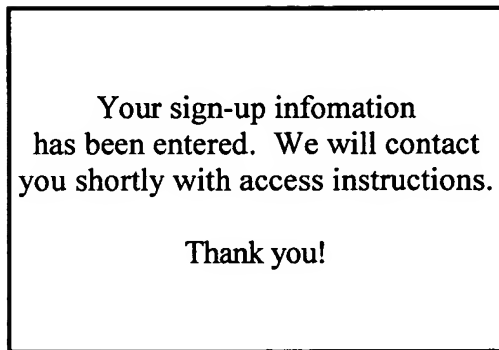 Your sign-up infomation
has been entered. We will contact
you shortly with access instructions.
Thank you!